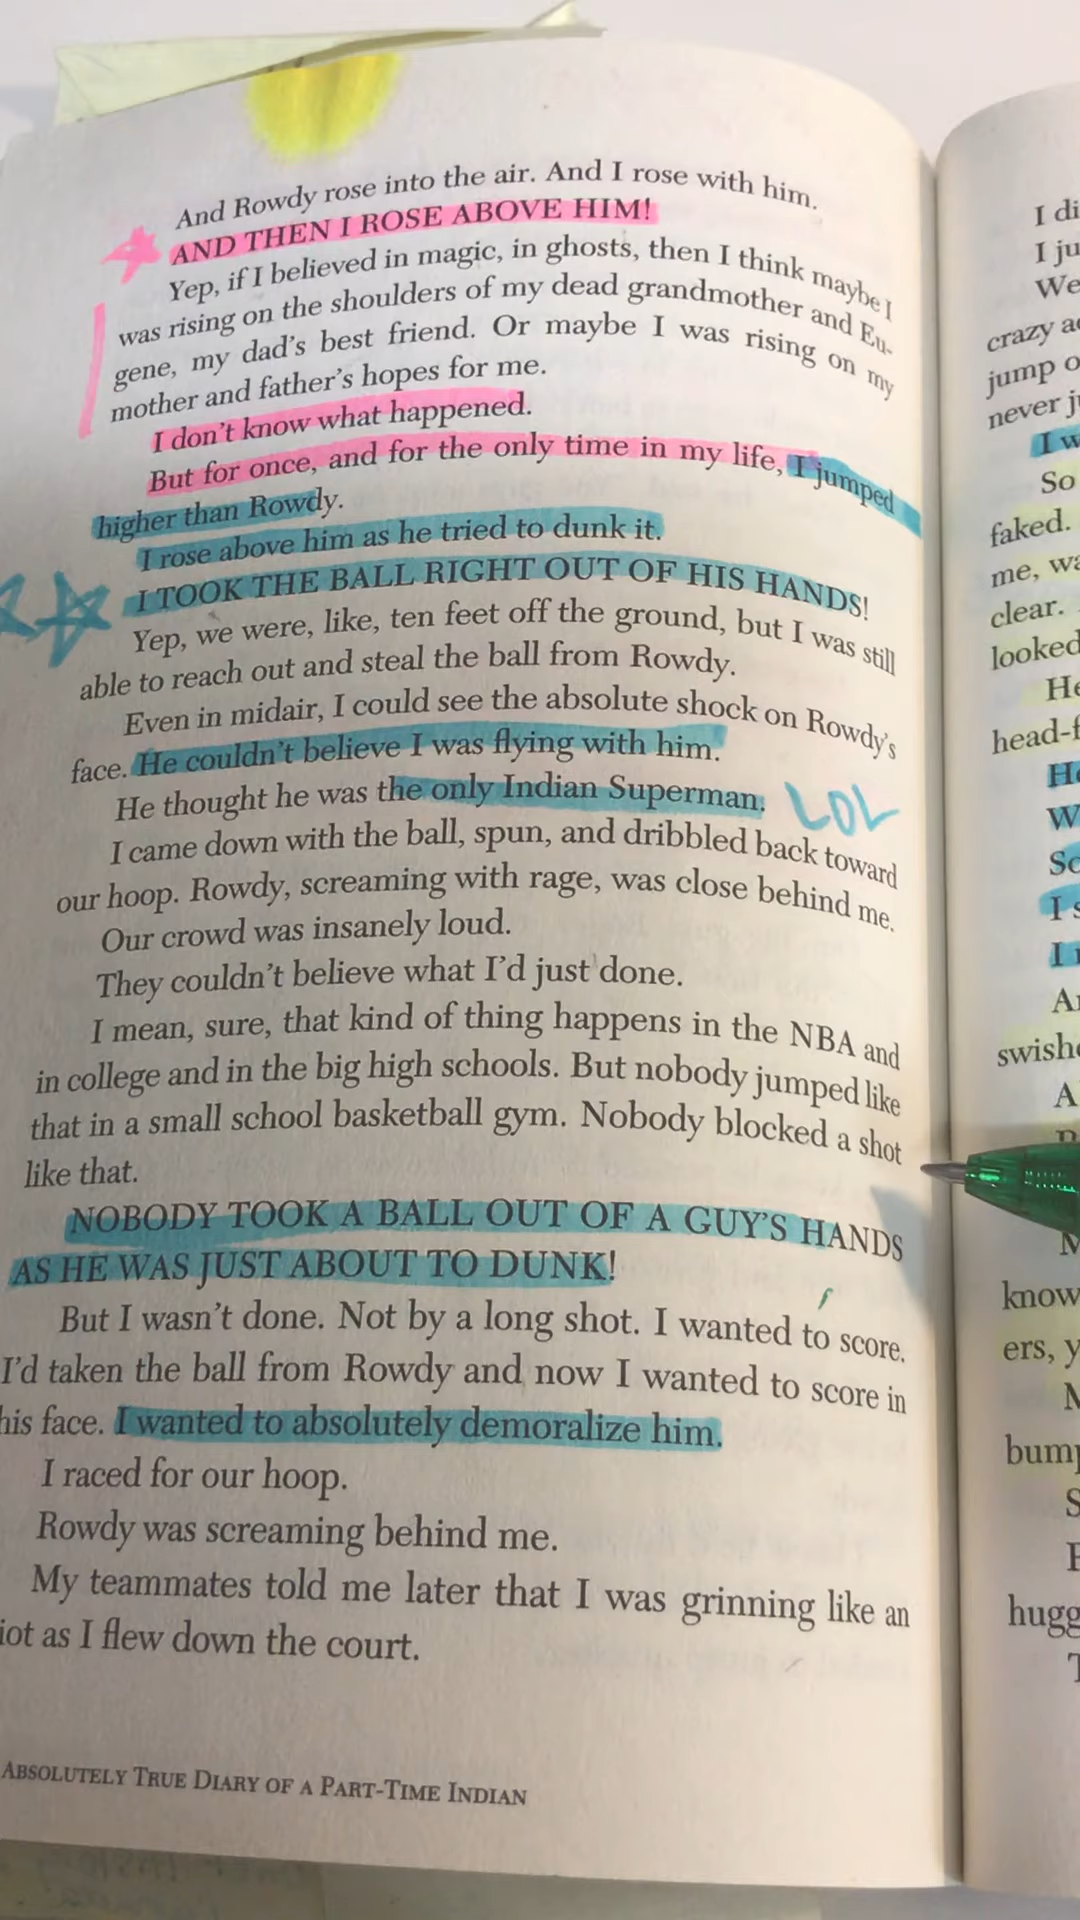 And Rowdy rose into the air. And I rose with him.
AND THEN I ROSE ABOVE HIM!
Yep, if I believed in magic, in ghosts, then I think maybe I
was rising on the shoulders of my dead grandmother and Eu-
gene, my dad's best friend. Or maybe I was rising on my
mother and father's hopes for me.
I don't know what happened.
But for once, and for the only time in my life, I jumped
higher than Rowdy.
I rose above him as he tried to dunk it.
I TOOK THE BALL RIGHT OUT OF HIS HANDS!
Yep, we were, like, ten feet off the ground, but I was still
able to reach out and steal the ball from Rowdy.
Even in midair, I could see the absolute shock on Rowdy's
face. He couldn't believe I was flying with him.
He thought he was the only Indian Superman. LOL
I came down with the ball, spun, and dribbled back toward
our hoop. Rowdy, screaming with rage, was close behind me.
Our crowd was insanely loud.
They couldn't believe what I'd just done.
I mean, sure, that kind of thing happens in the NBA and
in college and in the big high schools. But nobody jumped like
that in a small school basketball gym. Nobody blocked a shot
like that.
NOBODY TOOK A BALL OUT OF A GUY'S HANDS
AS HE WAS JUST ABOUT TO DUNK!
But I wasn't done. Not by a long shot. I wanted to score.
I'd taken the ball from Rowdy and now I wanted to score in
his face. I wanted to absolutely demoralize him.
I raced for our hoop.
Rowdy was screaming behind me.
My teammates told me later that I was grinning like an
iot as I flew down the court.
ABSOLUTELY TRUE DIARY OF A PART-TIME INDIAN
I di
I ju
We
crazy a
jump o
never j
I w
So
faked.
me, wa
clear.
looked
He
head-f
He
W
So
I s
I
A
swish
A
M
know
ers, y
M
bum
S
hugg
T